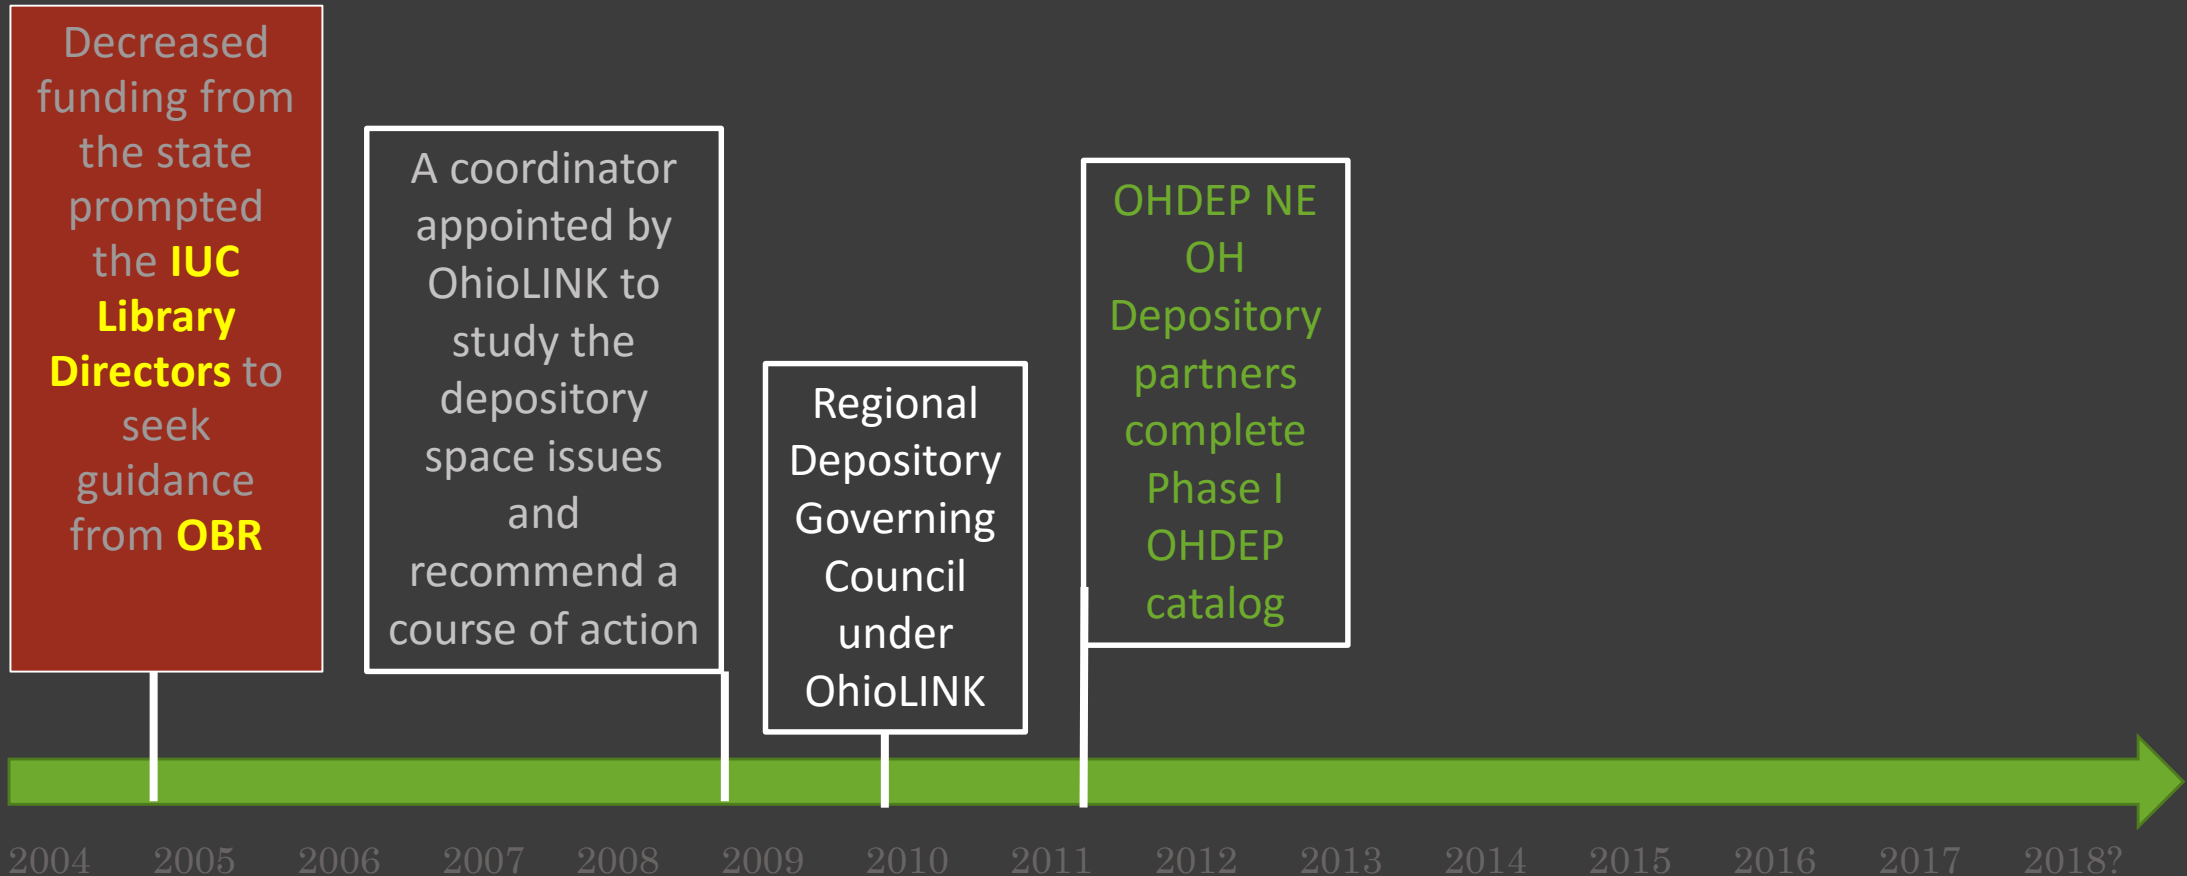 Decreased
funding from
the state
prompted
the IUC
Library
Directors to
seek
guidance
from OBR
A coordinator
appointed by
OhioLINK to
study the
depository
space issues
and
recommend a
course of action
Regional
Depository
Governing
Council
under
OhioLINK
OHDEP NE
OH
Depository
partners
complete
Phase I
OHDEP
catalog
2004 2005 2006 2007 2008 2009 2010 2011 2012 2013 2014 2015 2016 2017 2018?